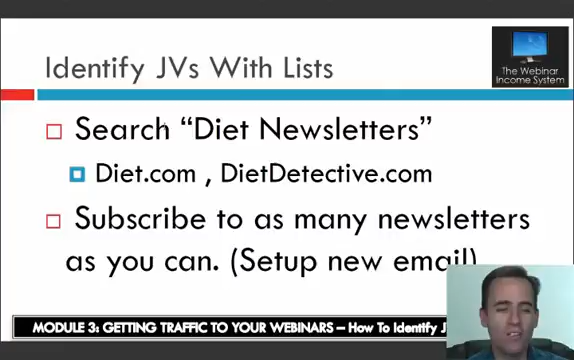 Identify JVs With Lists
The Webinar
Income System
Search “Diet Newsletters”
Diet.com , DietDetective.com
Subscribe to as many newsletters
as you can. (Setup new email)
MODULE 3: GETTING TRAFFIC TO YOUR WEBINARS – How To Identify J